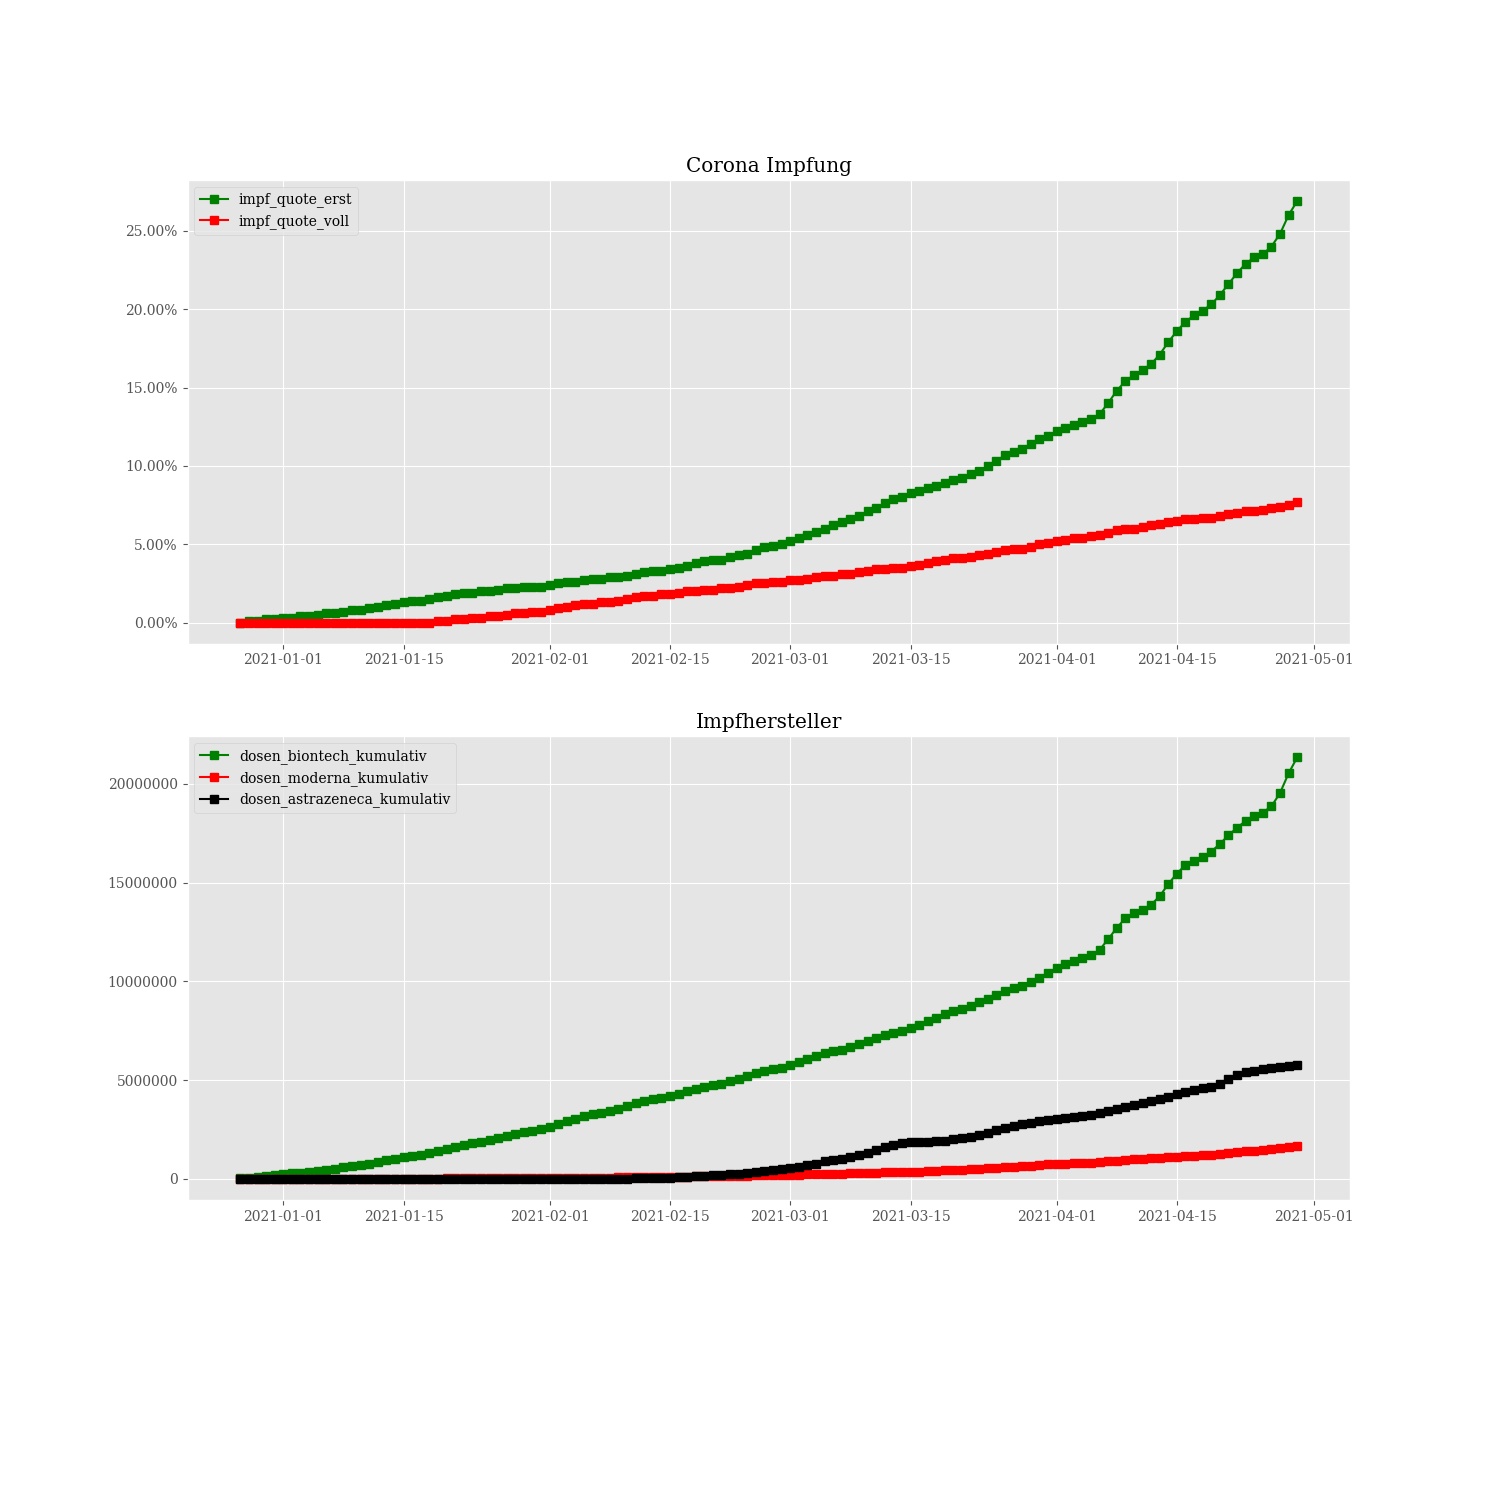 Corona Impfung
impf_quote_erst
impf_quote_voll
25.00%
20.00%
15.00%
10.00%
5.00%
0.00%
2021-01-01 2021-01-15 2021-02-01 2021-02-15 2021-03-01 2021-03-15 2021-04-01 2021-04-15 2021-05-01
Impfhersteller
dosen_biontech_kumulativ
dosen_moderna_kumulativ
dosen_astrazeneca_kumulativ
20000000
15000000
10000000
5000000
0
2021-01-01 2021-01-15 2021-02-01 2021-02-15 2021-03-01 2021-03-15 2021-04-01 2021-04-15 2021-05-01